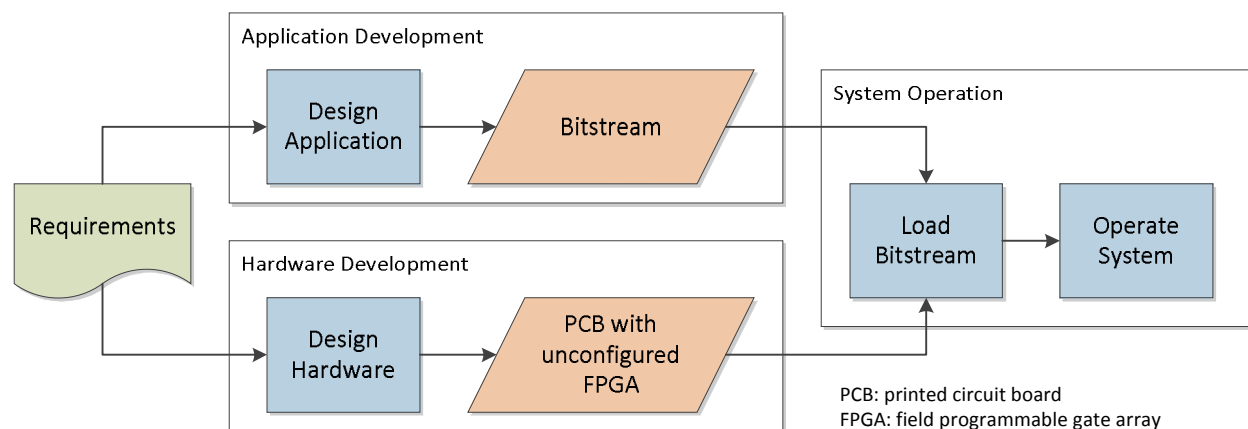 Application Development
Design
Application
Bitstream
System Operation
Requirements
Load
Bitstream
Operate
System
Hardware Development
Design
Hardware
PCB with
unconfigured
FPGA
PCB: printed circuit board
FPGA: field programmable gate array